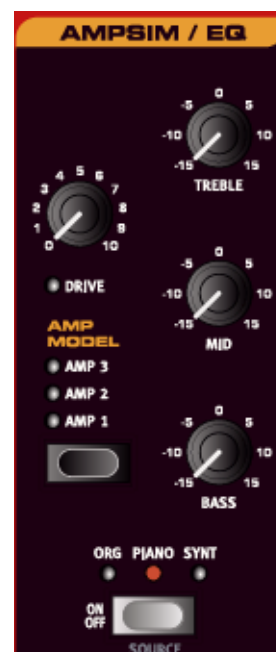 AMPSIM / EQ
0
-5 5
-10 10
-15 15
TREBLE
4 5 6
3 7
2 8
1 9
0 10
DRIVE
0
-5 5
-10 10
-15 15
MID
AMP
MODEL
AMP 3
AMP 2
AMP 1
0
-5 5
-10 10
-15 15
BASS
ORG PIANO SYNT
ON
OFF
SOURCE